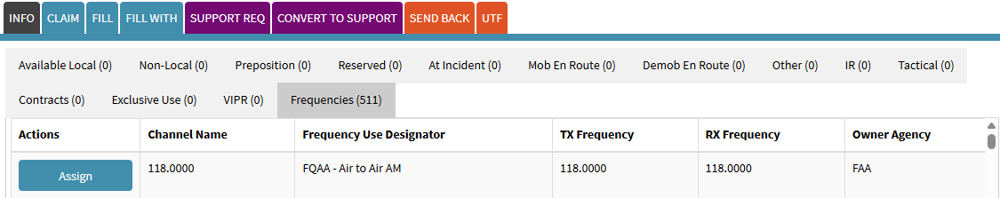 INFO CLAIM FILL FILL WITH SUPPORT REQ CONVERT TO SUPPORT SEND BACK UTF
Available Local (0) Non-Local (0) Preposition (0) Reserved (0) At Incident (0) Mob En Route (0) Demob En Route (0) Other (0) IR (0) Tactical (0)
Contracts (0) Exclusive Use (0) VIPR (0) Frequencies (511)
Actions Channel Name Frequency Use Designator TX Frequency RX Frequency Owner Agency
Assign 118.0000 FQAA - Air to Air AM 118.0000 118.0000 FAA